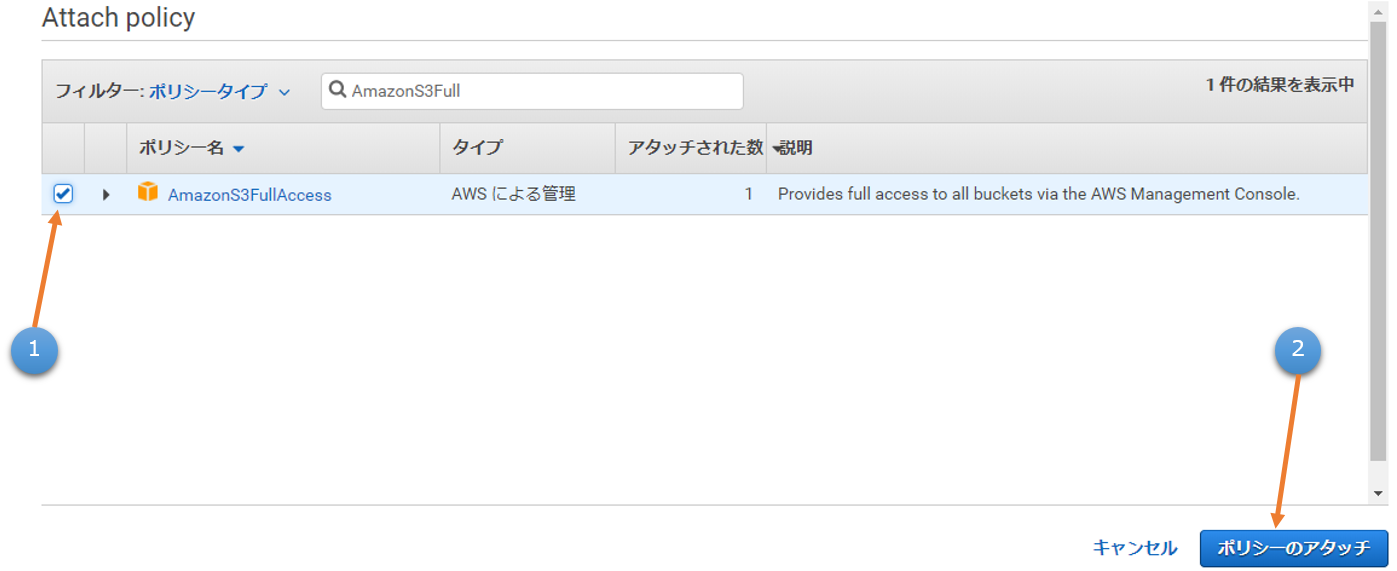 Attach policy
フィルター: ポリシータイプ AmazonS3Full 1 件の結果を表示中
ポリシー名 タイプ アタッチされた数 説明
AmazonS3FullAccess AWS による管理 1 Provides full access to all buckets via the AWS Management Console.
1
2
キャンセル ポリシーのアタッチ